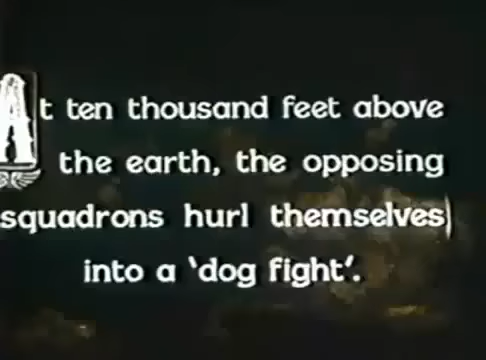 At ten thousand feet above
the earth, the opposing
squadrons hurl themselves
into a 'dog fight'.